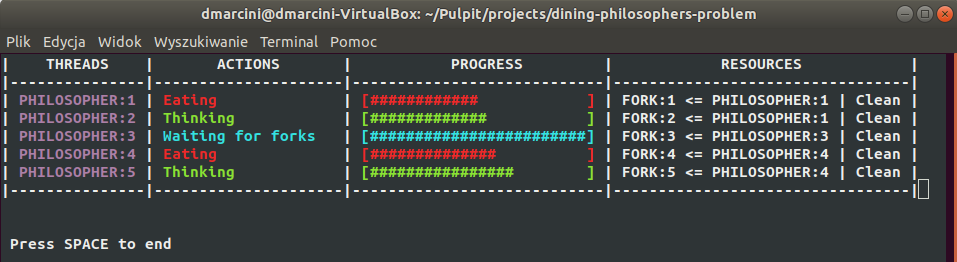 dmarcini@dmarcini-VirtualBox: ~/Pulpit/projects/dining-philosophers-problem
Plik Edycja Widok Wyszukiwanie Terminal Pomoc
|    THREADS    |       ACTIONS       |          PROGRESS          |            RESOURCES            |
|---------------|---------------------|----------------------------|---------------------------------|
| PHILOSOPHER:1 | Eating              | [############            ] | FORK:1 <= PHILOSOPHER:1 | Clean |
| PHILOSOPHER:2 | Thinking            | [#############           ] | FORK:2 <= PHILOSOPHER:1 | Clean |
| PHILOSOPHER:3 | Waiting for forks   | [########################] | FORK:3 <= PHILOSOPHER:3 | Clean |
| PHILOSOPHER:4 | Eating              | [##############          ] | FORK:4 <= PHILOSOPHER:4 | Clean |
| PHILOSOPHER:5 | Thinking            | [################        ] | FORK:5 <= PHILOSOPHER:4 | Clean |
|---------------|---------------------|----------------------------|---------------------------------|
Press SPACE to end